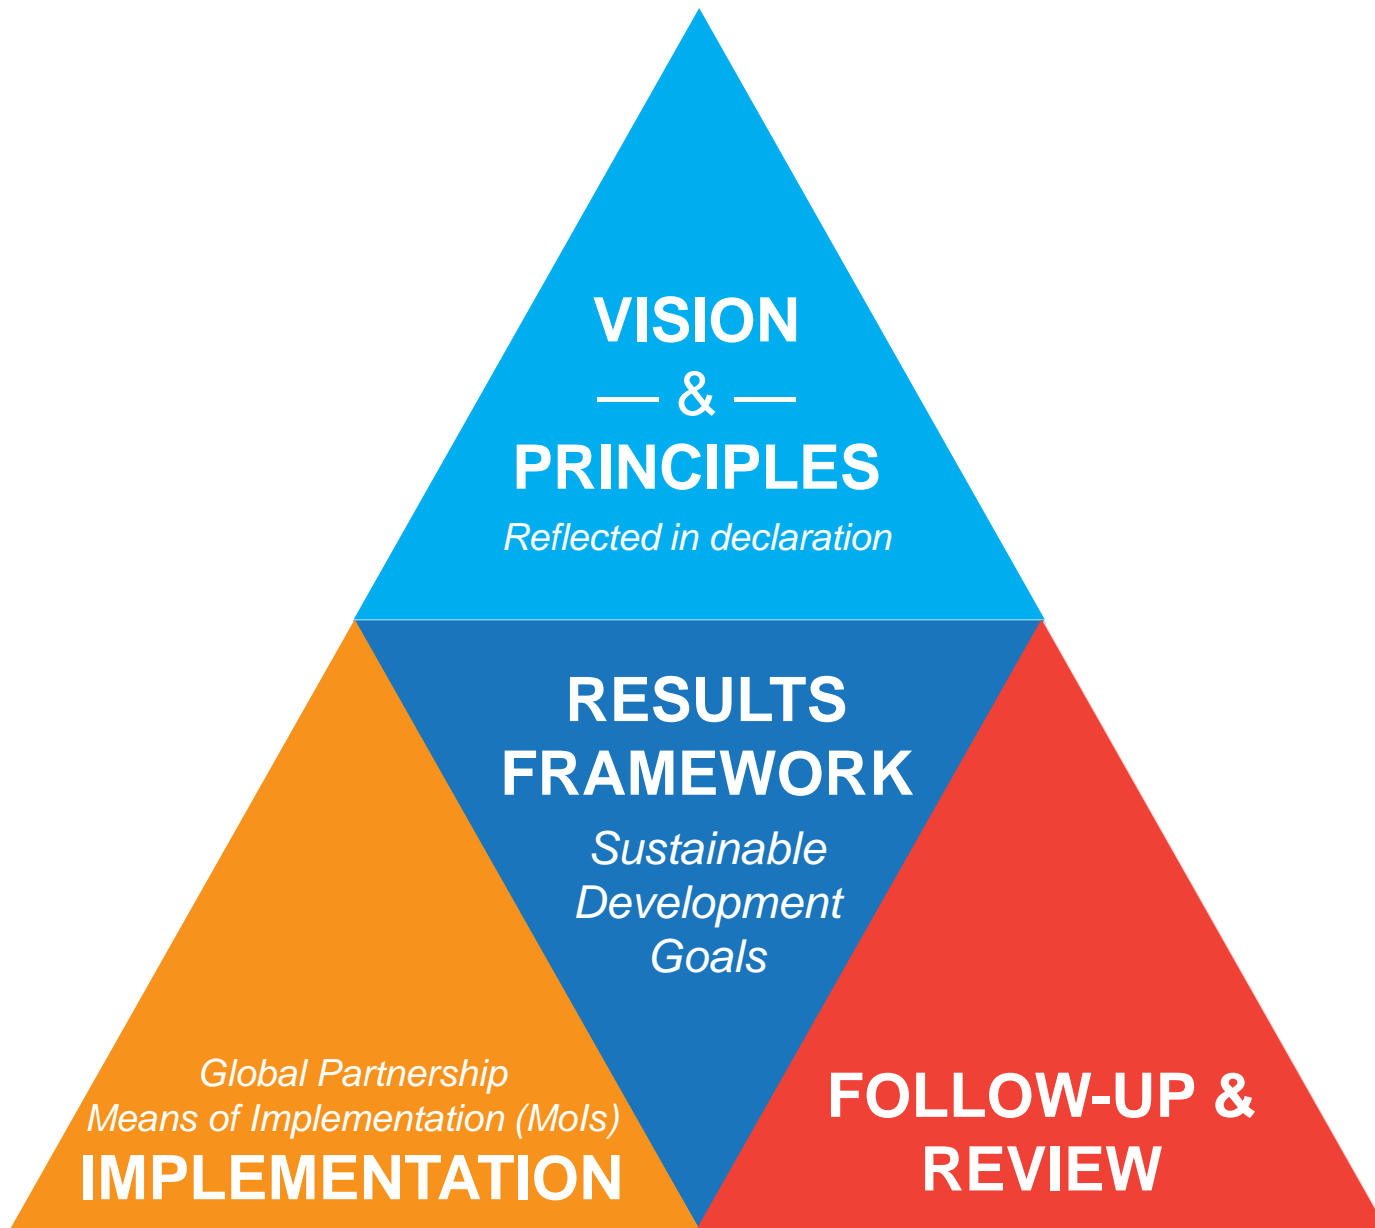 VISION
— & —
PRINCIPLES
Reflected in declaration
RESULTS
FRAMEWORK
Sustainable
Development
Goals
Global Partnership
Means of Implementation (MoIs)
IMPLEMENTATION
FOLLOW-UP &
REVIEW